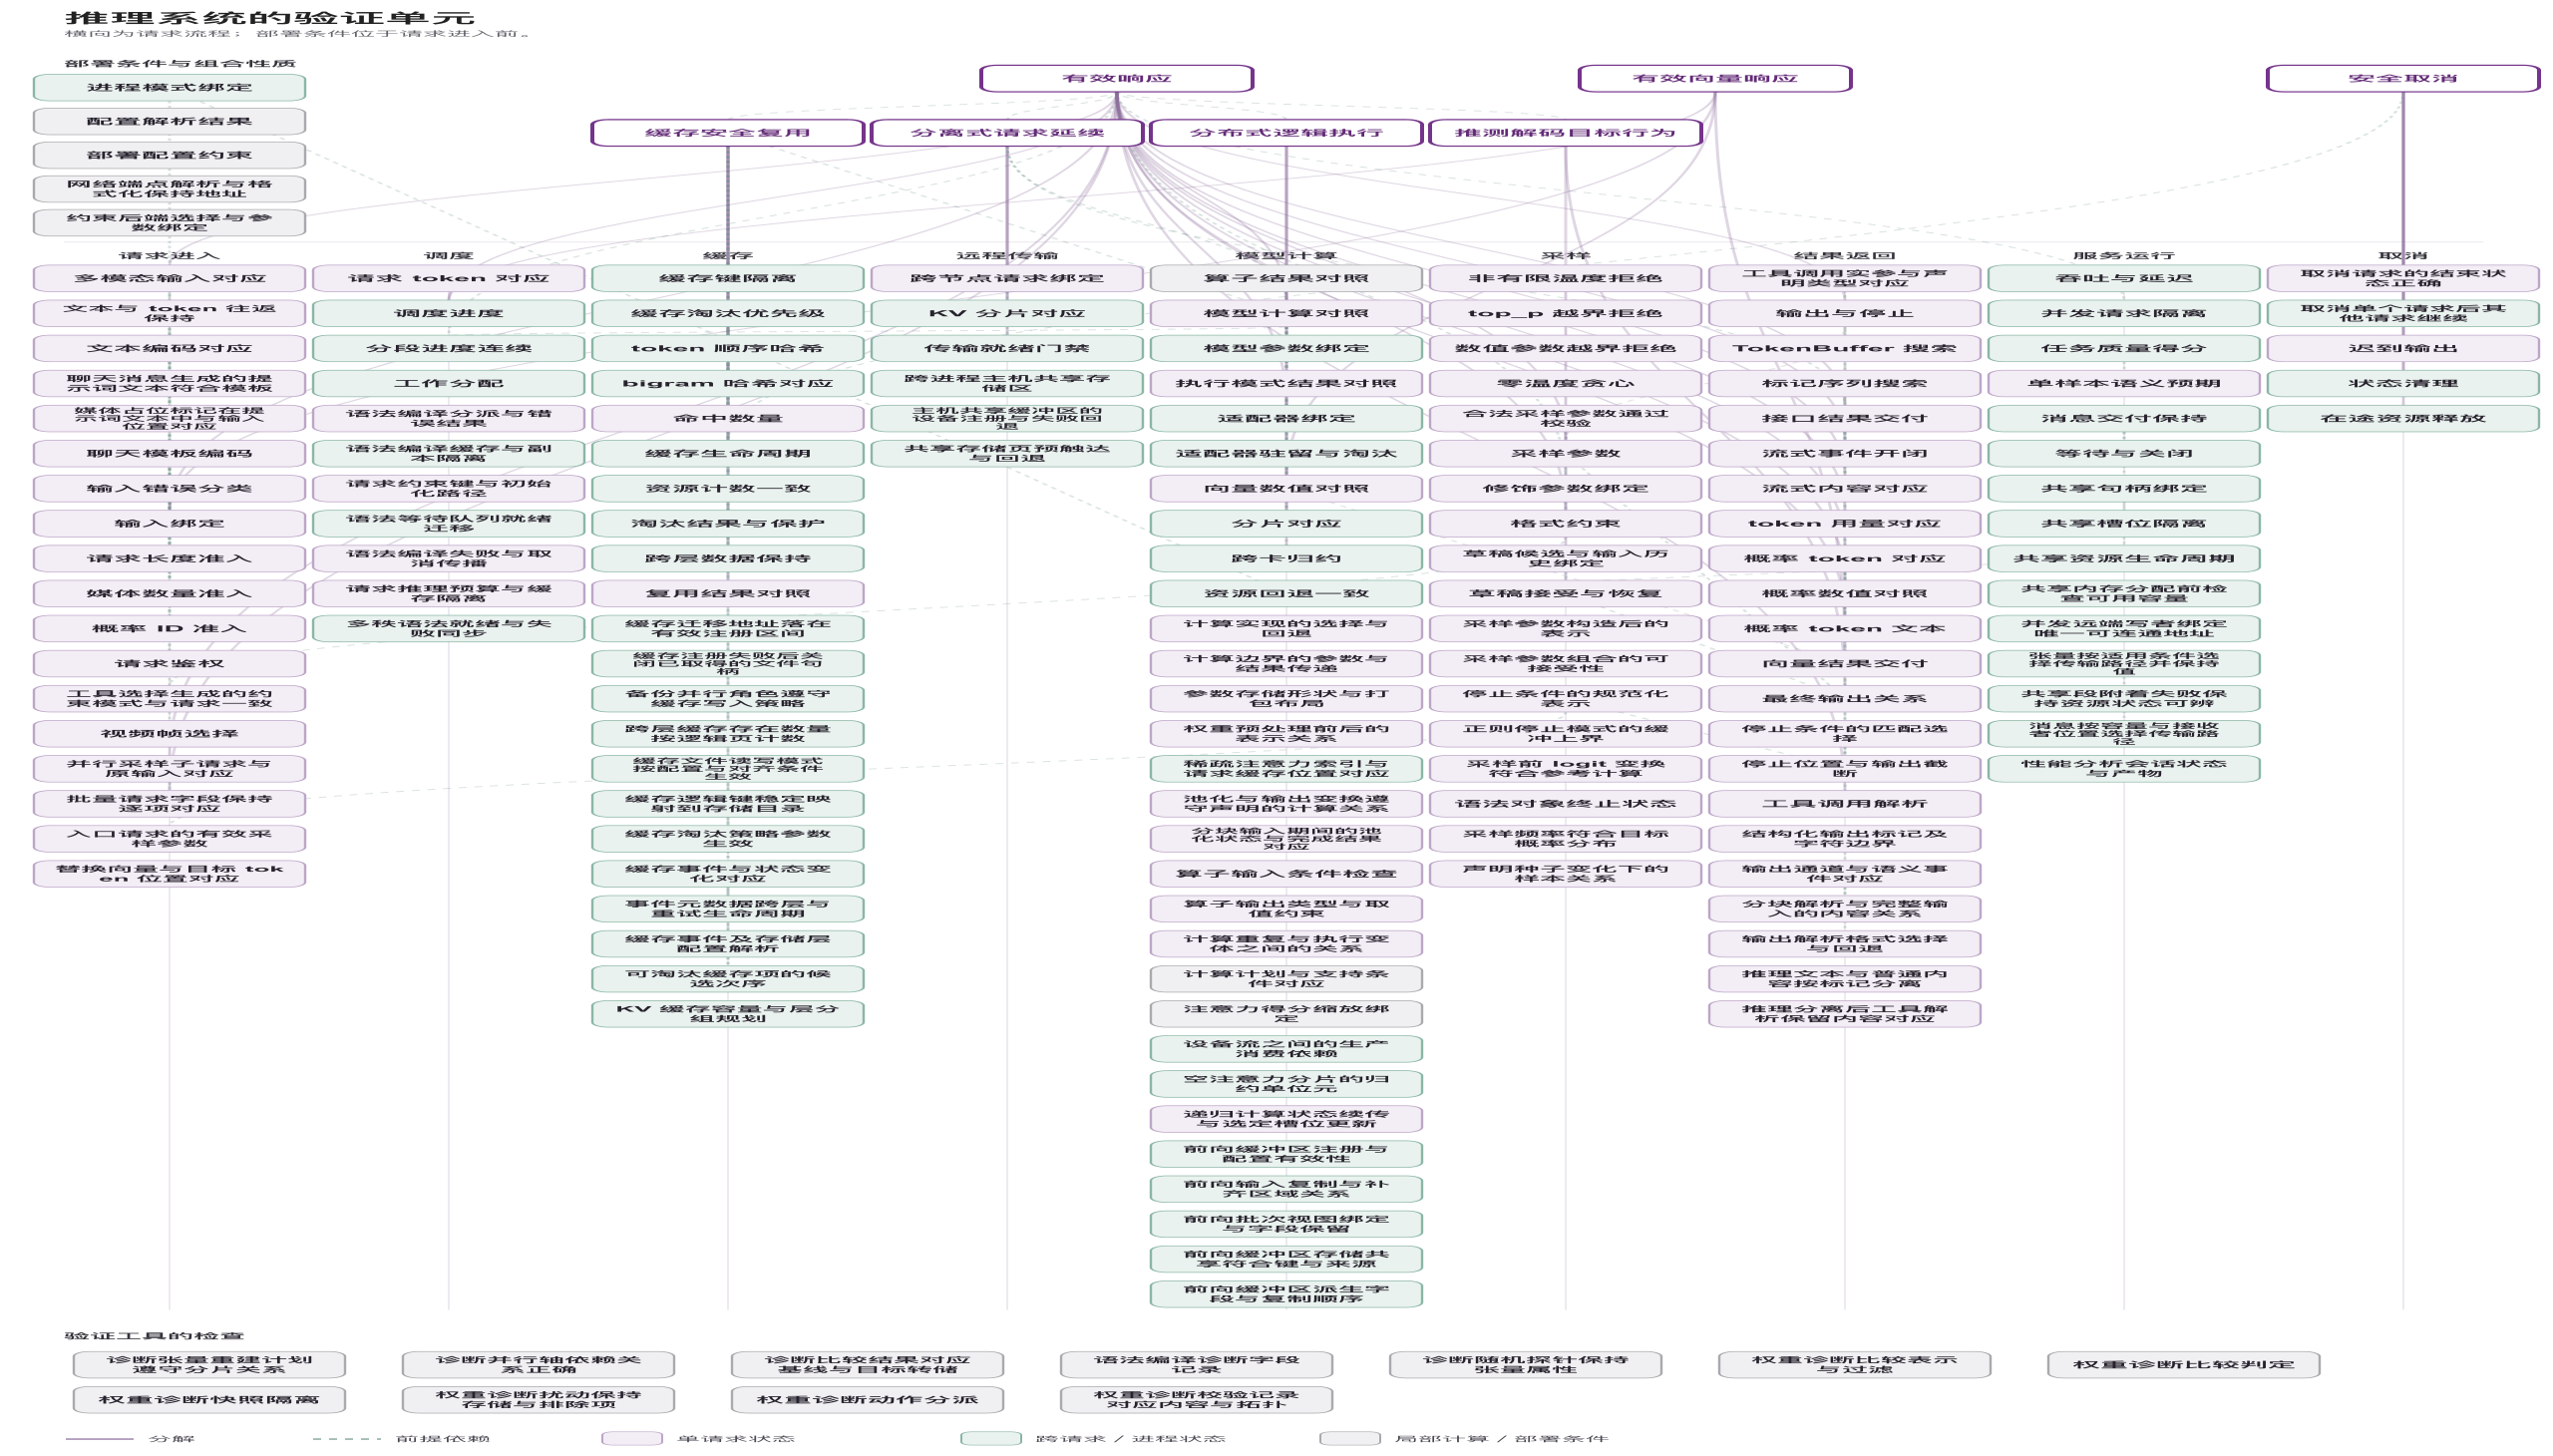 推理系统的验证单元
横向为请求流程；部署条件位于请求进入前。
部署条件与组合性质
进程模式绑定
配置解析结果
部署配置约束
网络端点解析与格
式化保持地址
约束后端选择与参
数绑定
有效响应
有效向量响应
安全取消
缓存安全复用
分离式请求延续
分布式逻辑执行
推测解码目标行为
请求进入
多模态输入对应
文本与 token 往返
保持
文本编码对应
聊天消息生成的提
示词文本符合模板
媒体占位标记在提
示词文本中与输入
位置对应
聊天模板编码
输入错误分类
输入绑定
请求长度准入
媒体数量准入
概率 ID 准入
请求鉴权
工具选择生成的约
束模式与请求一致
视频帧选择
并行采样子请求与
原输入对应
批量请求字段保持
逐项对应
入口请求的有效采
样参数
替换向量与目标 tok
en 位置对应
调度
请求 token 对应
调度进度
分段进度连续
工作分配
语法编译分派与错
误结果
语法编译缓存与副
本隔离
请求约束键与初始
化路径
语法等待队列就绪
迁移
语法编译失败与取
消传播
请求推理预算与缓
存隔离
多秩语法就绪与失
败同步
缓存
缓存键隔离
缓存淘汰优先级
token 顺序哈希
bigram 哈希对应
命中数量
缓存生命周期
资源计数一致
淘汰结果与保护
跨层数据保持
复用结果对照
缓存迁移地址落在
有效注册区间
缓存注册失败后关
闭已取得的文件句
柄
备份并行角色遵守
缓存写入策略
跨层缓存存在数量
按逻辑页计数
缓存文件读写模式
按配置与对齐条件
生效
缓存逻辑键稳定映
射到存储目录
缓存淘汰策略参数
生效
缓存事件与状态变
化对应
事件元数据跨层与
重试生命周期
缓存事件及存储层
配置解析
可淘汰缓存项的候
选次序
KV 缓存容量与层分
组规划
远程传输
跨节点请求绑定
KV 分片对应
传输就绪门禁
跨进程主机共享存
储区
主机共享缓冲区的
设备注册与失败回
退
共享存储页预触达
与回退
模型计算
算子结果对照
模型计算对照
模型参数绑定
执行模式结果对照
适配器绑定
适配器驻留与淘汰
向量数值对照
分片对应
跨卡归约
资源回退一致
计算实现的选择与
回退
计算边界的参数与
结果传递
参数存储形状与打
包布局
权重预处理前后的
表示关系
稀疏注意力索引与
请求缓存位置对应
池化与输出变换遵
守声明的计算关系
分块输入期间的池
化状态与完成结果
对应
算子输入条件检查
算子输出类型与取
值约束
计算重复与执行变
体之间的关系
计算计划与支持条
件对应
注意力得分缩放绑
定
设备流之间的生产
消费依赖
空注意力分片的归
约单位元
递归计算状态续传
与选定槽位更新
前向缓冲区注册与
配置有效性
前向输入复制与补
齐区域关系
前向批次视图绑定
与字段保留
前向缓冲区存储共
享符合键与来源
前向缓冲区派生字
段与复制顺序
采样
非有限温度拒绝
top_p 越界拒绝
数值参数越界拒绝
零温度贪心
合法采样参数通过
校验
采样参数
修饰参数绑定
格式约束
草稿候选与输入历
史绑定
草稿接受与恢复
采样参数构造后的
表示
采样参数组合的可
接受性
停止条件的规范化
表示
正则停止模式的缓
冲上界
采样前 logit 变换
符合参考计算
语法对象终止状态
采样频率符合目标
概率分布
声明种子变化下的
样本关系
结果返回
工具调用实参与声
明类型对应
输出与停止
TokenBuffer 搜索
标记序列搜索
接口结果交付
流式事件开闭
流式内容对应
token 用量对应
概率 token 对应
概率数值对照
概率 token 文本
向量结果交付
最终输出关系
停止条件的匹配选
择
停止位置与输出截
断
工具调用解析
结构化输出标记及
字符边界
输出通道与语义事
件对应
分块解析与完整输
入的内容关系
输出解析格式选择
与回退
推理文本与普通内
容按标记分离
推理分离后工具解
析保留内容对应
服务运行
吞吐与延迟
并发请求隔离
任务质量得分
单样本语义预期
消息交付保持
等待与关闭
共享句柄绑定
共享槽位隔离
共享资源生命周期
共享内存分配前检
查可用容量
并发远端写者绑定
唯一可连通地址
张量按适用条件选
择传输路径并保持
值
共享段附着失败保
持资源状态可辨
消息按容量与接收
者位置选择传输路
径
性能分析会话状态
与产物
取消
取消请求的结束状
态正确
取消单个请求后其
他请求继续
迟到输出
状态清理
在途资源释放
验证工具的检查
诊断张量重建计划
遵守分片关系
诊断并行轴依赖关
系正确
诊断比较结果对应
基线与目标转储
语法编译诊断字段
记录
诊断随机探针保持
张量属性
权重诊断比较表示
与过滤
权重诊断比较判定
权重诊断快照隔离
权重诊断扰动保持
存储与排除项
权重诊断动作分派
权重诊断校验记录
对应内容与拓扑
分解
前提依赖
单请求状态
跨请求 / 进程状态
局部计算 / 部署条件